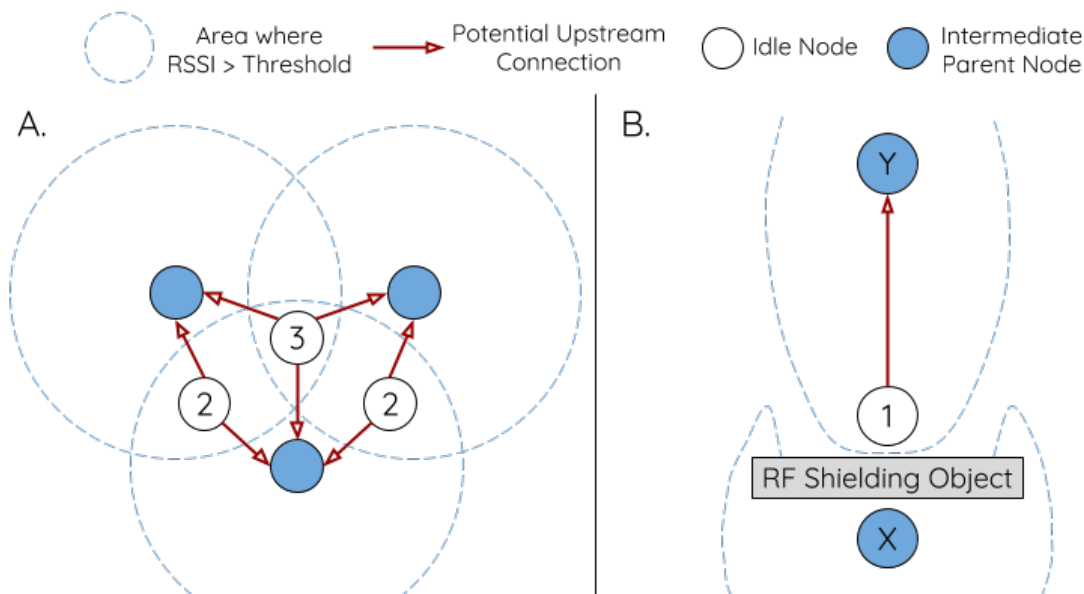 Area where
RSSI > Threshold
Potential Upstream
Connection
Idle Node
Intermediate
Parent Node
A.
3
2
2
B.
Y
1
RF Shielding Object
X